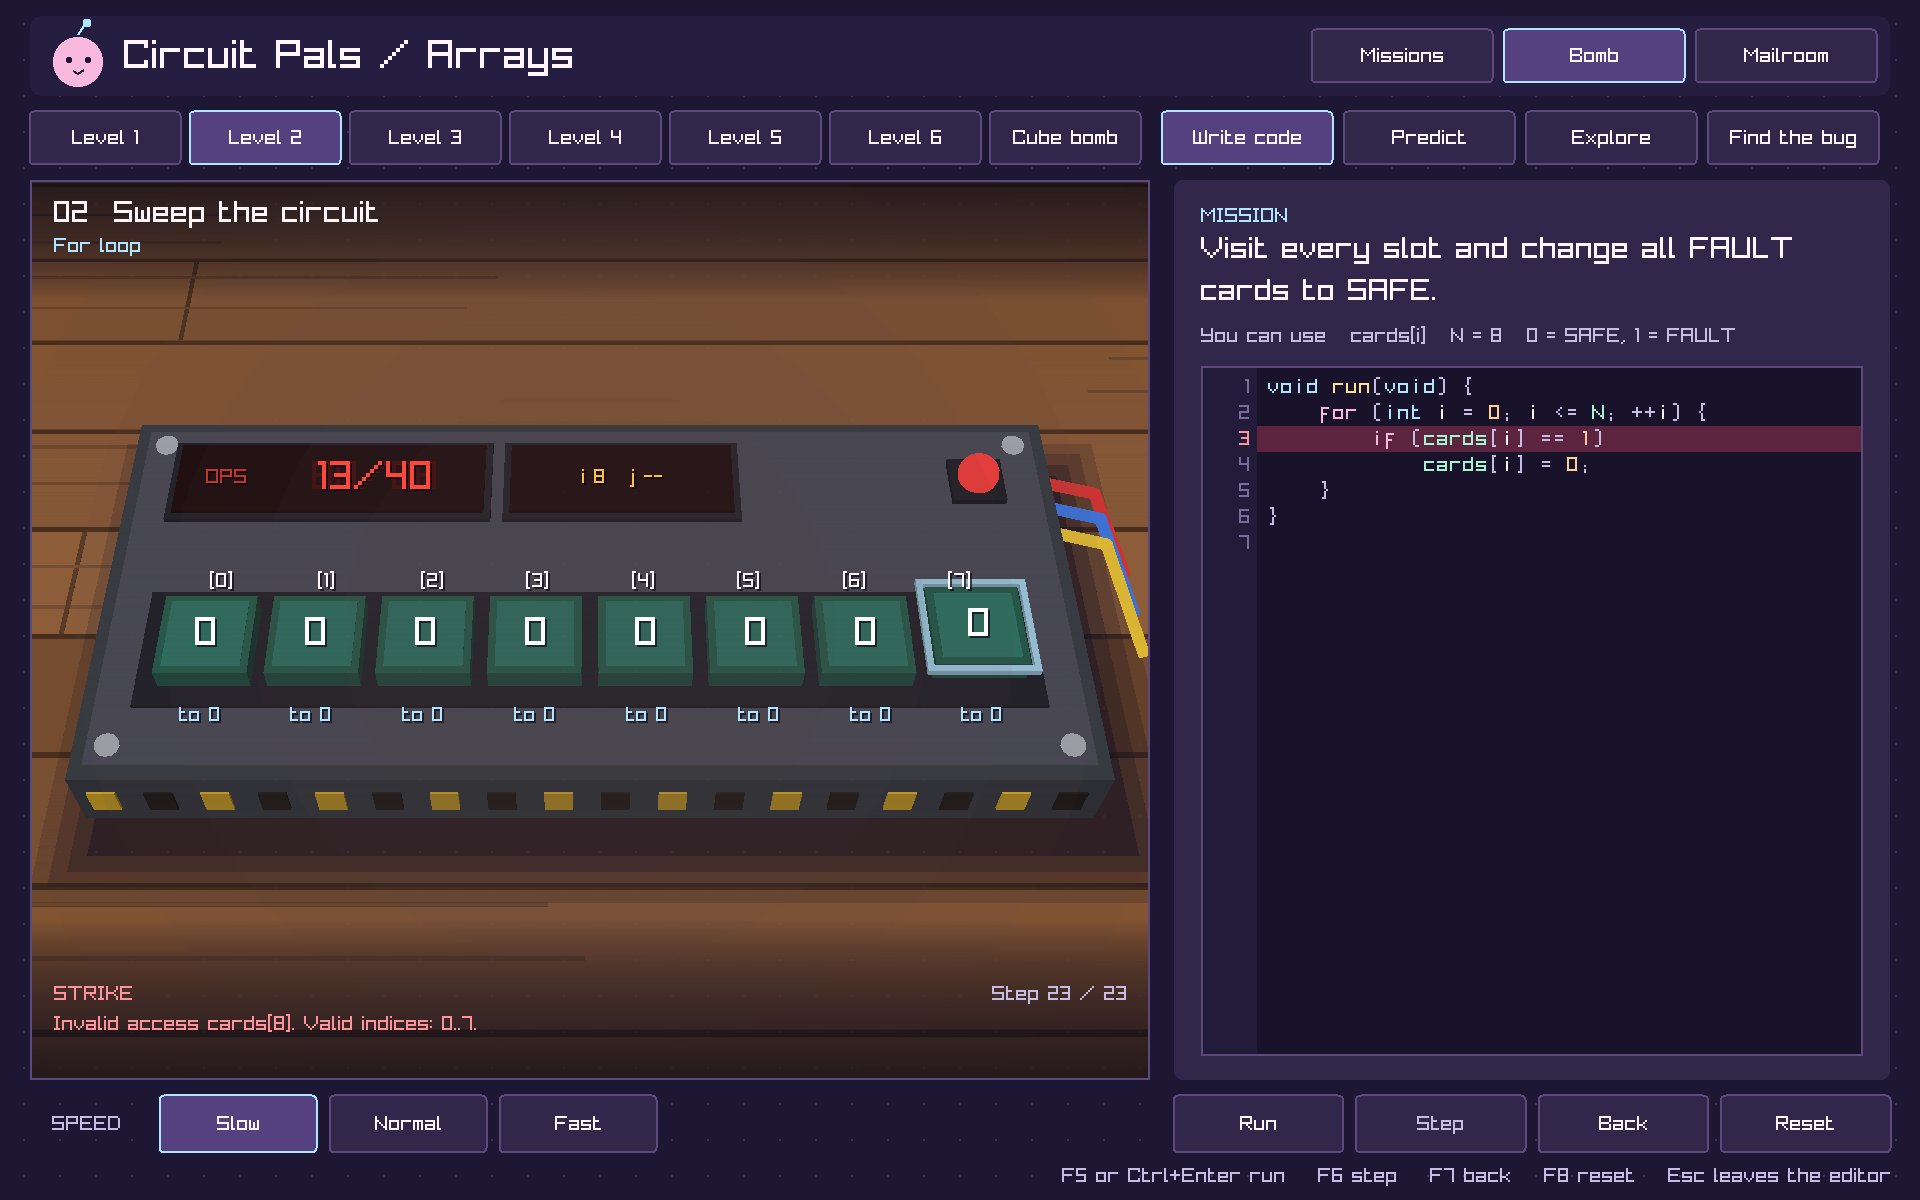 Circuit Pals / Arrays
Missions
Bomb
Mailroom
Level 1
Level 2
Level 3
Level 4
Level 5
Level 6
Cube bomb
Write code
Predict
Explore
Find the bug
02 Sweep the circuit
For loop
OPS 13/40
i 8 j --
[0] [1] [2] [3] [4] [5] [6] [7]
0 0 0 0 0 0 0 0
to 0 to 0 to 0 to 0 to 0 to 0 to 0 to 0
STRIKE
Step 23 / 23
Invalid access cards[8]. Valid indices: 0..7.
MISSION
Visit every slot and change all FAULT
cards to SAFE.
You can use cards[i] N = 8 0 = SAFE, 1 = FAULT
1 void run(void) {
2 for (int i = 0; i <= N; ++i) {
3 if (cards[i] == 1)
4 cards[i] = 0;
5 }
6 }
7
SPEED
Slow
Normal
Fast
Run
Step
Back
Reset
F5 or Ctrl+Enter run F6 step F7 back F8 reset Esc leaves the editor